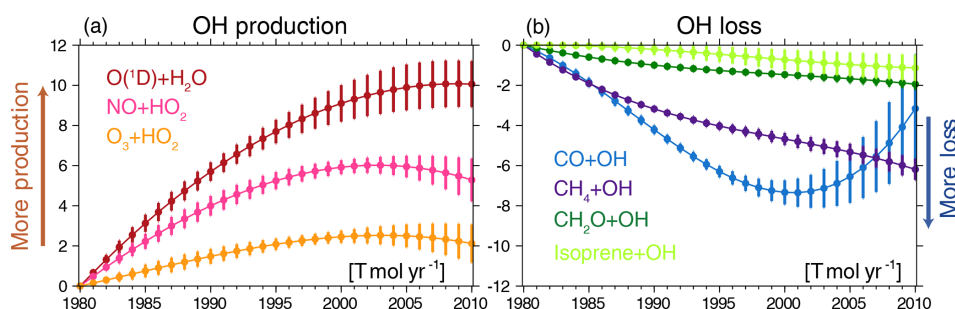 (a) OH production
12
10
8
6
4
2
0
More production
O(¹D)+H₂O
NO+HO₂
O₃+HO₂
[T mol yr⁻¹]
1980 1985 1990 1995 2000 2005 2010
(b) OH loss
0
-2
-4
-6
-8
-10
-12
CO+OH
CH₄+OH
CH₂O+OH
Isoprene+OH
More loss
[T mol yr⁻¹]
1980 1985 1990 1995 2000 2005 2010